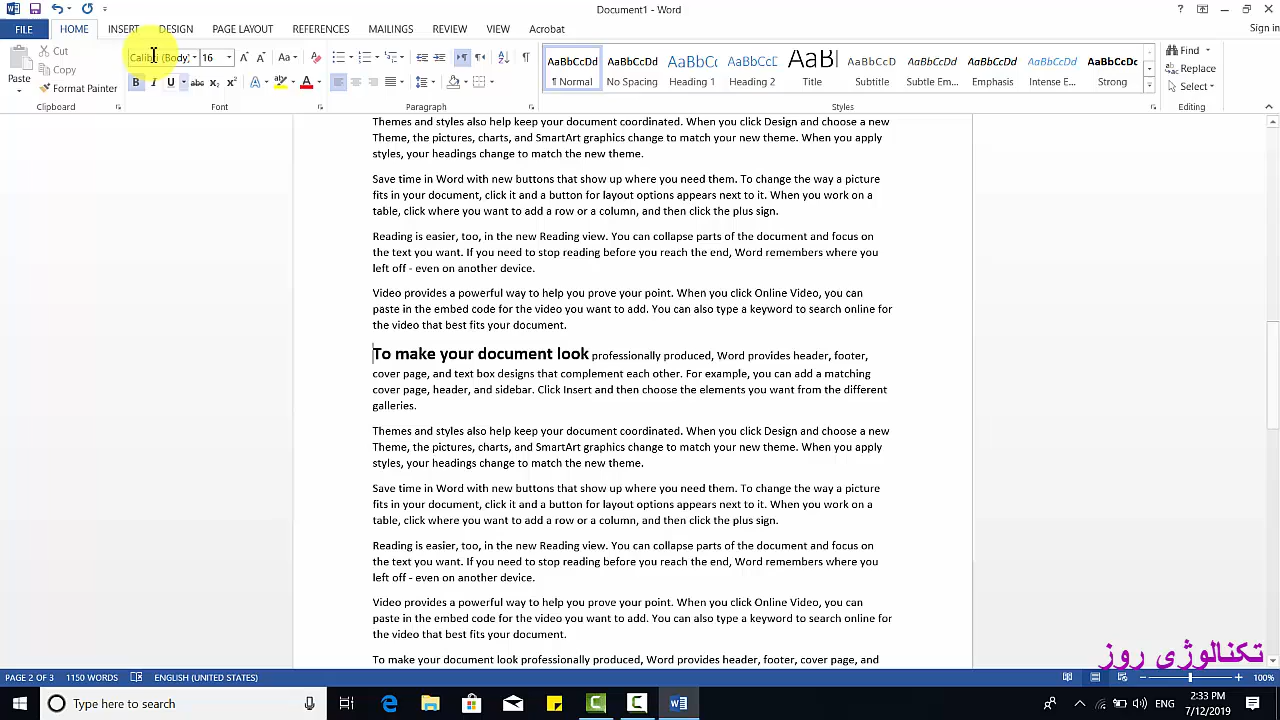 Document1 - Word
Sign in
FILE HOME INSERT DESIGN PAGE LAYOUT REFERENCES MAILINGS REVIEW VIEW Acrobat
Paste
Cut
Copy
Format Painter
Clipboard
Calibri (Body) 16
Font
Paragraph
AaBbCcDd AaBbCcDd AaBbCc AaBbCcE AaBl AaBbCcD AaBbCcDd AaBbCcDd AaBbCcDd AaBbCcDc
¶ Normal No Spacing Heading 1 Heading 2 Title Subtitle Subtle Em... Emphasis Intense E... Strong
Styles
Find
Replace
Select
Editing
Themes and styles also help keep your document coordinated. When you click Design and choose a new
Theme, the pictures, charts, and SmartArt graphics change to match your new theme. When you apply
styles, your headings change to match the new theme.
Save time in Word with new buttons that show up where you need them. To change the way a picture
fits in your document, click it and a button for layout options appears next to it. When you work on a
table, click where you want to add a row or a column, and then click the plus sign.
Reading is easier, too, in the new Reading view. You can collapse parts of the document and focus on
the text you want. If you need to stop reading before you reach the end, Word remembers where you
left off - even on another device.
Video provides a powerful way to help you prove your point. When you click Online Video, you can
paste in the embed code for the video you want to add. You can also type a keyword to search online for
the video that best fits your document.
To make your document look professionally produced, Word provides header, footer,
cover page, and text box designs that complement each other. For example, you can add a matching
cover page, header, and sidebar. Click Insert and then choose the elements you want from the different
galleries.
Themes and styles also help keep your document coordinated. When you click Design and choose a new
Theme, the pictures, charts, and SmartArt graphics change to match your new theme. When you apply
styles, your headings change to match the new theme.
Save time in Word with new buttons that show up where you need them. To change the way a picture
fits in your document, click it and a button for layout options appears next to it. When you work on a
table, click where you want to add a row or a column, and then click the plus sign.
Reading is easier, too, in the new Reading view. You can collapse parts of the document and focus on
the text you want. If you need to stop reading before you reach the end, Word remembers where you
left off - even on another device.
Video provides a powerful way to help you prove your point. When you click Online Video, you can
paste in the embed code for the video you want to add. You can also type a keyword to search online for
the video that best fits your document.
To make your document look professionally produced, Word provides header, footer, cover page, and
تکنالوژی روز
PAGE 2 OF 3 1150 WORDS ENGLISH (UNITED STATES) 100%
Type here to search
ENG
2:33 PM
7/12/2019